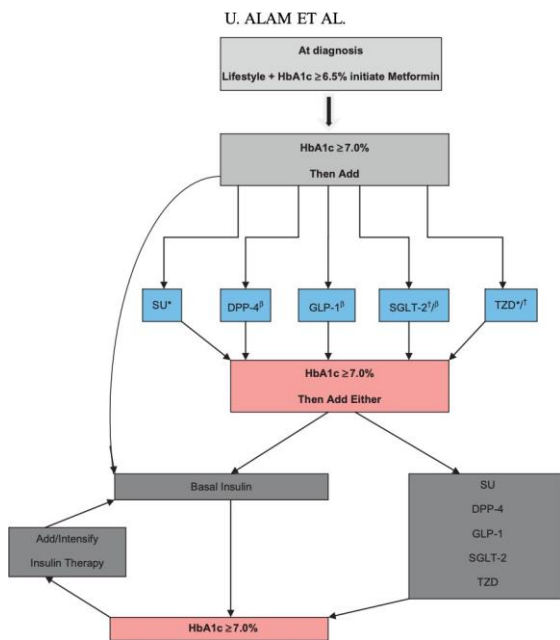 U. ALAM ET AL.
At diagnosis
Lifestyle + HbA1c ≥6.5% initiate Metformin
HbA1c ≥7.0%
Then Add
SU*
DPP-4ᵝ
GLP-1ᵝ
SGLT-2†/ᵝ
TZD*/†
HbA1c ≥7.0%
Then Add Either
Basal Insulin
SU
DPP-4
GLP-1
SGLT-2
TZD
Add/Intensify
Insulin Therapy
HbA1c ≥7.0%